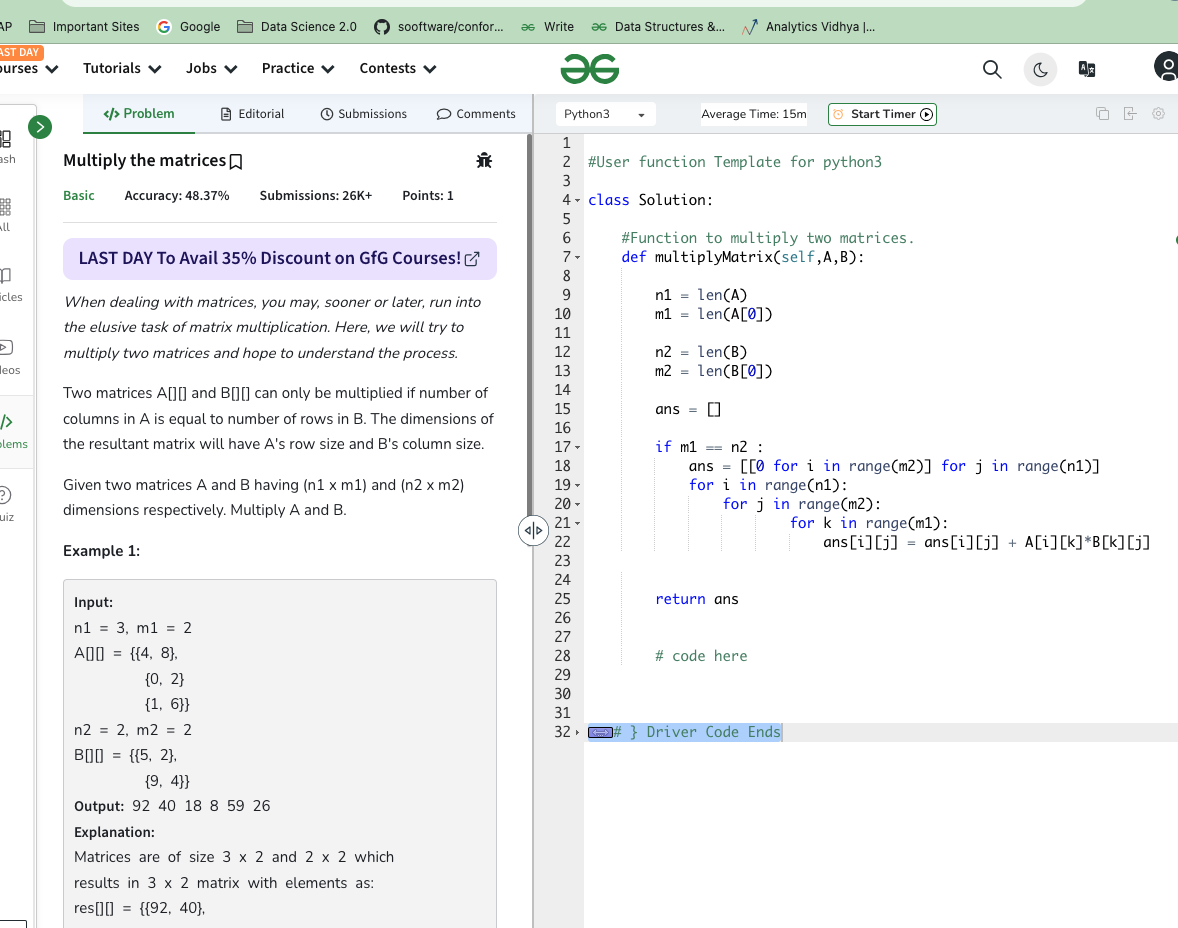 AP Important Sites Google Data Science 2.0 sooftware/confor... Write Data Structures &... Analytics Vidhya |...
AST DAY
ourses Tutorials Jobs Practice Contests
Problem Editorial Submissions Comments
Python3 Average Time: 15m Start Timer
ash
All
icles
deos
blems
uiz
Multiply the matrices
Basic Accuracy: 48.37% Submissions: 26K+ Points: 1
LAST DAY To Avail 35% Discount on GfG Courses!
When dealing with matrices, you may, sooner or later, run into
the elusive task of matrix multiplication. Here, we will try to
multiply two matrices and hope to understand the process.
Two matrices A[][] and B[][] can only be multiplied if number of
columns in A is equal to number of rows in B. The dimensions of
the resultant matrix will have A's row size and B's column size.
Given two matrices A and B having (n1 x m1) and (n2 x m2)
dimensions respectively. Multiply A and B.
Example 1:
Input:
n1 = 3, m1 = 2
A[][] = {{4, 8},
{0, 2}
{1, 6}}
n2 = 2, m2 = 2
B[][] = {{5, 2},
{9, 4}}
Output: 92 40 18 8 59 26
Explanation:
Matrices are of size 3 x 2 and 2 x 2 which
results in 3 x 2 matrix with elements as:
res[][] = {{92, 40},
1
2 #User function Template for python3
3
4 class Solution:
5
6 #Function to multiply two matrices.
7 def multiplyMatrix(self,A,B):
8
9 n1 = len(A)
10 m1 = len(A[0])
11
12 n2 = len(B)
13 m2 = len(B[0])
14
15 ans = []
16
17 if m1 == n2 :
18 ans = [[0 for i in range(m2)] for j in range(n1)]
19 for i in range(n1):
20 for j in range(m2):
21 for k in range(m1):
22 ans[i][j] = ans[i][j] + A[i][k]*B[k][j]
23
24
25 return ans
26
27
28 # code here
29
30
31
32 # } Driver Code Ends